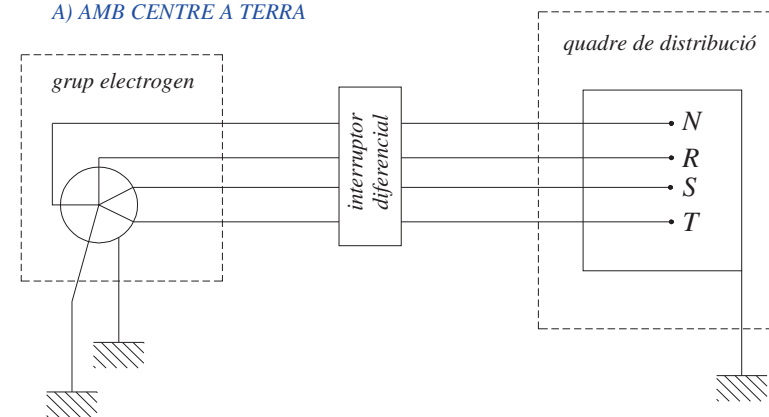 A) AMB CENTRE A TERRA
quadre de distribució
grup electrogen
interruptor
diferencial
N
R
S
T